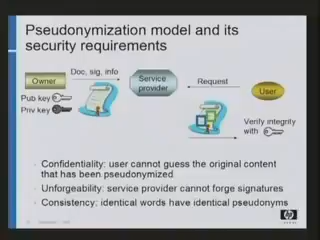 Pseudonymization model and its
security requirements
Doc, sig, info
Service
provider
Request
Owner
User
Pub key
Priv key
Verify integrity
with
- Confidentiality: user cannot guess the original content
that has been pseudonymized
- Unforgeability: service provider cannot forge signatures
- Consistency: identical words have identical pseudonyms
hp